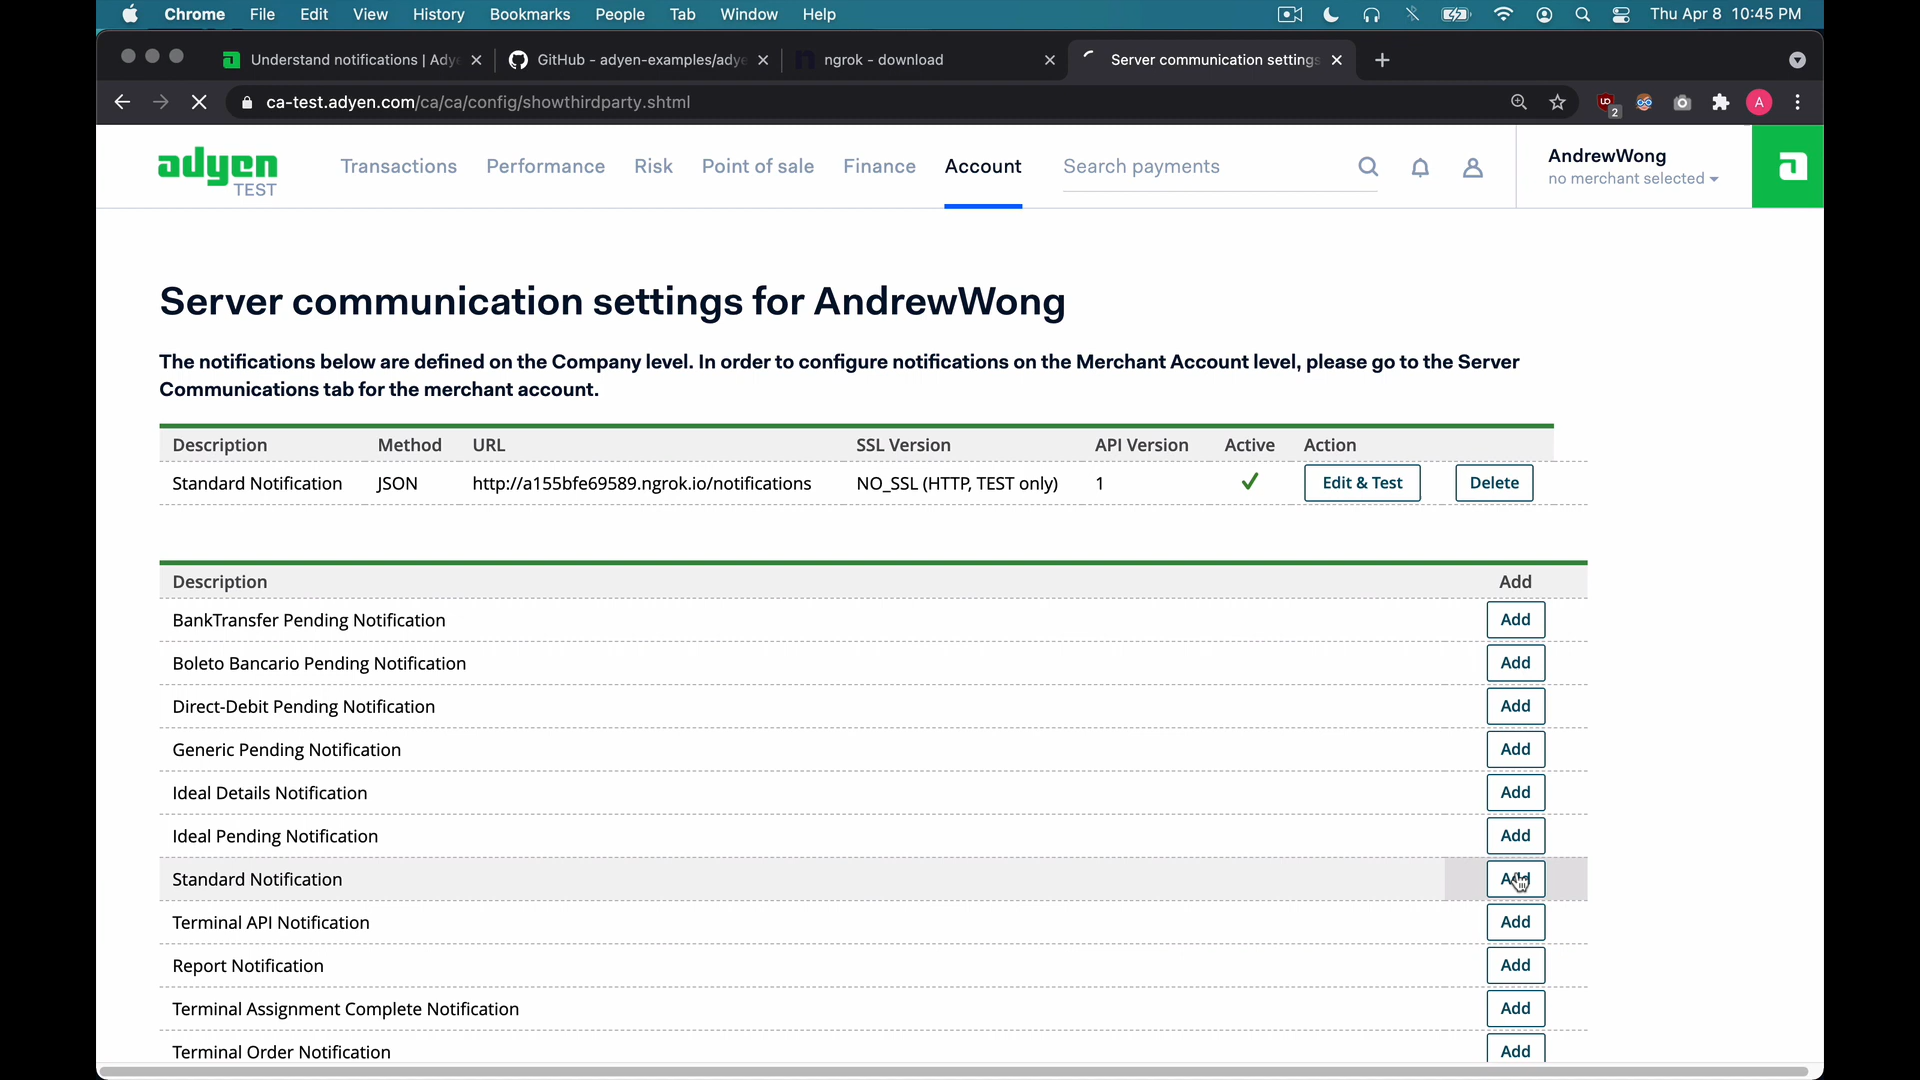 Chrome File Edit View History Bookmarks People Tab Window Help Thu Apr 8 10:45 PM
Understand notifications | Adye GitHub - adyen-examples/adye ngrok - download Server communication settings
ca-test.adyen.com/ca/ca/config/showthirdparty.shtml UO 2 A
adyen TEST Transactions Performance Risk Point of sale Finance Account Search payments AndrewWong
no merchant selected
Server communication settings for AndrewWong
The notifications below are defined on the Company level. In order to configure notifications on the Merchant Account level, please go to the Server
Communications tab for the merchant account.
Description Method URL SSL Version API Version Active Action
Standard Notification JSON http://a155bfe69589.ngrok.io/notifications NO_SSL (HTTP, TEST only) 1 Edit & Test Delete
Description Add
BankTransfer Pending Notification Add
Boleto Bancario Pending Notification Add
Direct-Debit Pending Notification Add
Generic Pending Notification Add
Ideal Details Notification Add
Ideal Pending Notification Add
Standard Notification Add
Terminal API Notification Add
Report Notification Add
Terminal Assignment Complete Notification Add
Terminal Order Notification Add